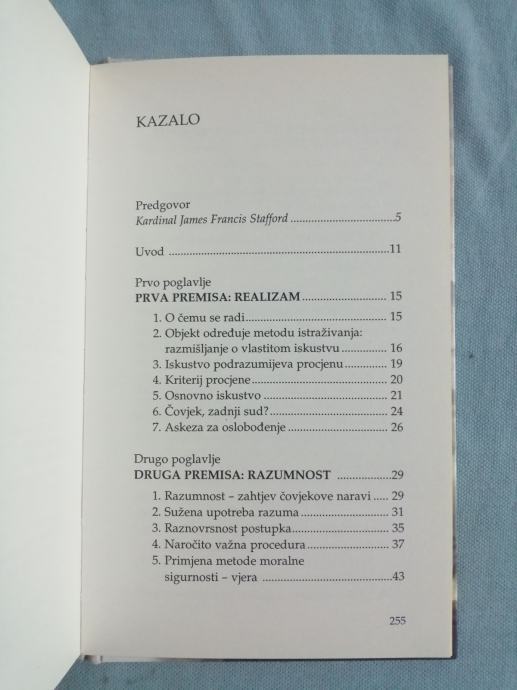 KAZALO
Predgovor
Kardinal James Francis Stafford ..................................5
Uvod .................................................................11
Prvo poglavlje
PRVA PREMISA: REALIZAM ......................... 15
1. O čemu se radi .......................................... 15
2. Objekt određuje metodu istraživanja:
razmišljanje o vlastitom iskustvu ............. 16
3. Iskustvo podrazumijeva procjenu ............ 19
4. Kriterij procjene ........................................ 20
5. Osnovno iskustvo ..................................... 21
6. Čovjek, zadnji sud? ................................... 24
7. Askeza za oslobođenje .............................. 26
Drugo poglavlje
DRUGA PREMISA: RAZUMNOST ................29
1. Razumnost – zahtjev čovjekove naravi ..... 29
2. Sužena upotreba razuma .......................... 31
3. Raznovrsnost postupka ............................ 35
4. Naročito važna procedura ........................ 37
5. Primjena metode moralne
sigurnosti – vjera ......................................43
255